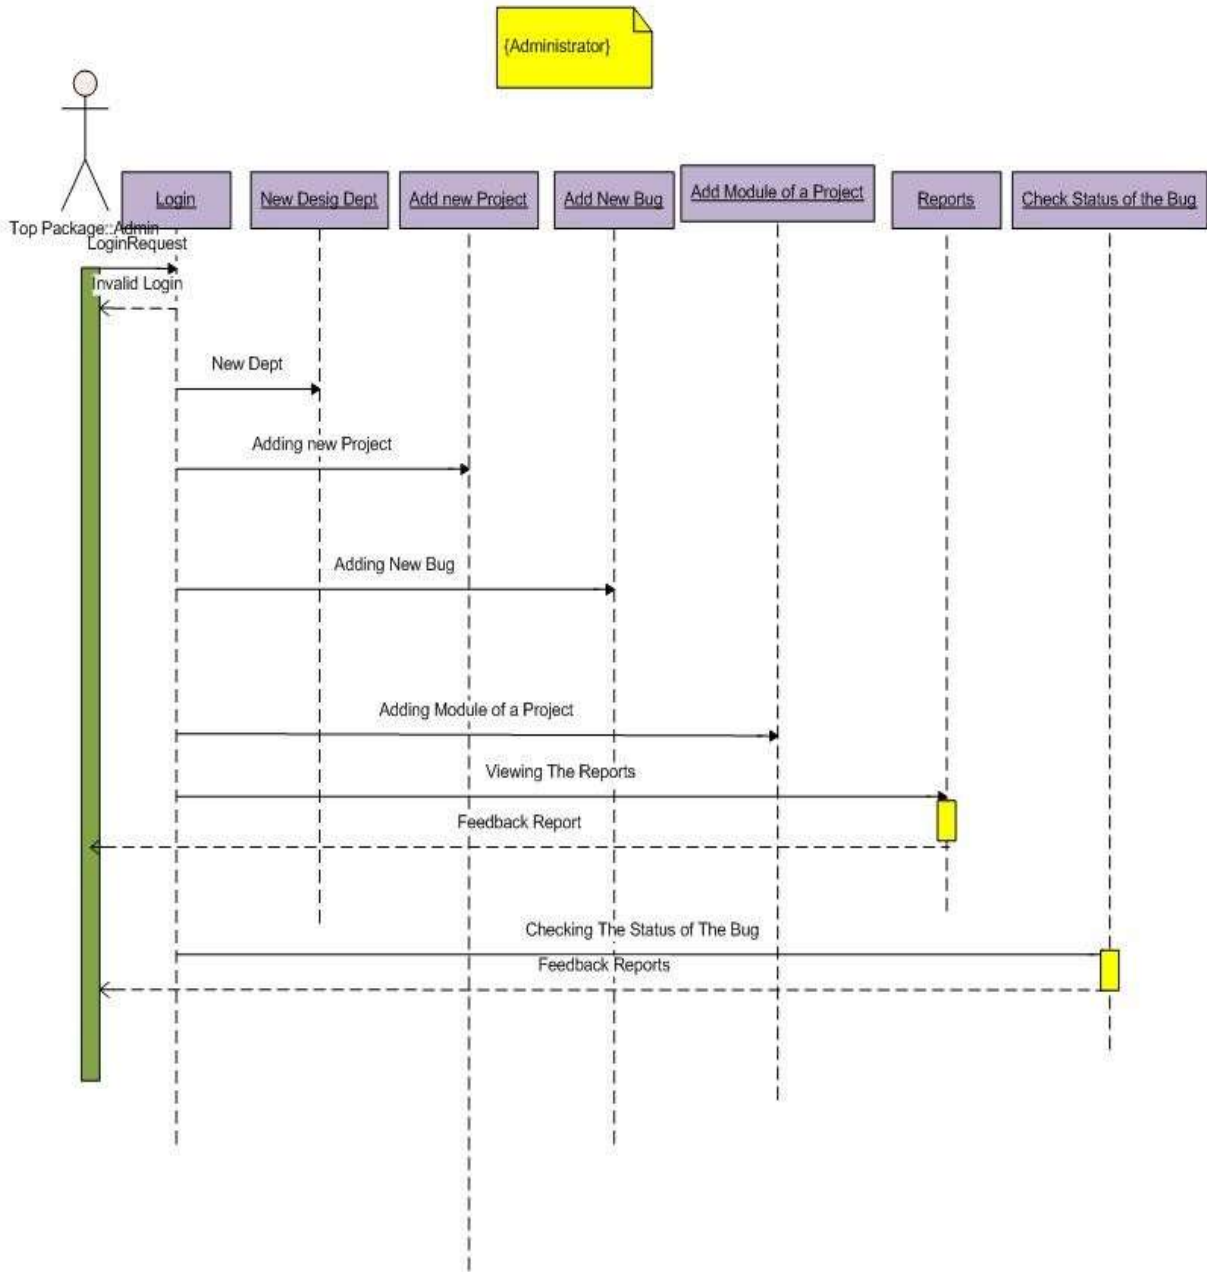 {Administrator}
Login
New Desig Dept
Add new Project
Add New Bug
Add Module of a Project
Reports
Check Status of the Bug
Top Package::Admin
LoginRequest
Invalid Login
New Dept
Adding new Project
Adding New Bug
Adding Module of a Project
Viewing The Reports
Feedback Report
Checking The Status of The Bug
Feedback Reports